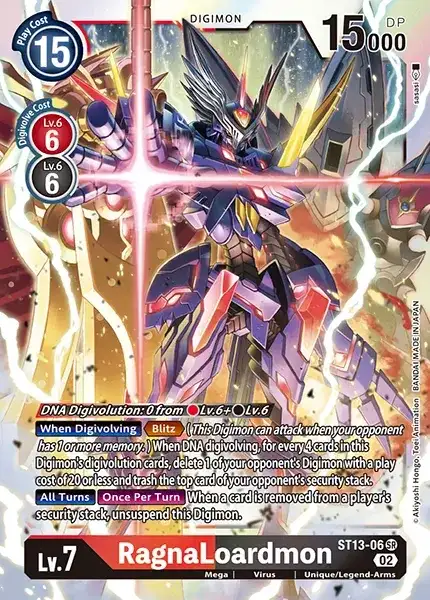 Play Cost
15
DIGIMON
15000 DP
Digivolve Cost
Lv.6
6
Lv.6
6
sasasi
DNA Digivolution: 0 from Lv.6+Lv.6
When Digivolving Blitz (This Digimon can attack when your opponent
has 1 or more memory.) When DNA digivolving, for every 4 cards in this
Digimon's digivolution cards, delete 1 of your opponent's Digimon with a play
cost of 20 or less and trash the top card of your opponent's security stack.
All Turns Once Per Turn When a card is removed from a player's
security stack, unsuspend this Digimon.
©Akiyoshi Hongo, Toei Animation BANDAI MADE IN JAPAN
Lv.7
RagnaLoardmon
ST13-06 SR
02
Mega Virus Unique/Legend-Arms